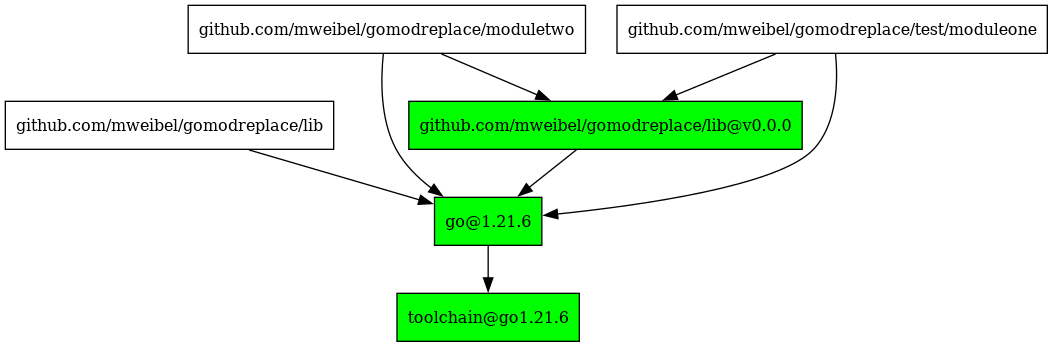 github.com/mweibel/gomodreplace/moduletwo
github.com/mweibel/gomodreplace/test/moduleone
github.com/mweibel/gomodreplace/lib
github.com/mweibel/gomodreplace/lib@v0.0.0
go@1.21.6
toolchain@go1.21.6